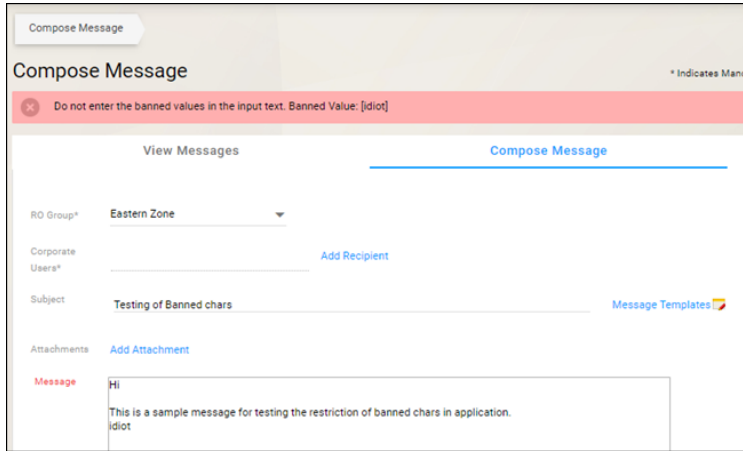 Compose Message
Compose Message
* Indicates Mand
Do not enter the banned values in the input text. Banned Value: [idiot]
View Messages
Compose Message
RO Group*
Eastern Zone
Corporate
Users*
Add Recipient
Subject
Testing of Banned chars
Message Templates
Attachments
Add Attachment
Message
Hi
This is a sample message for testing the restriction of banned chars in application.
idiot